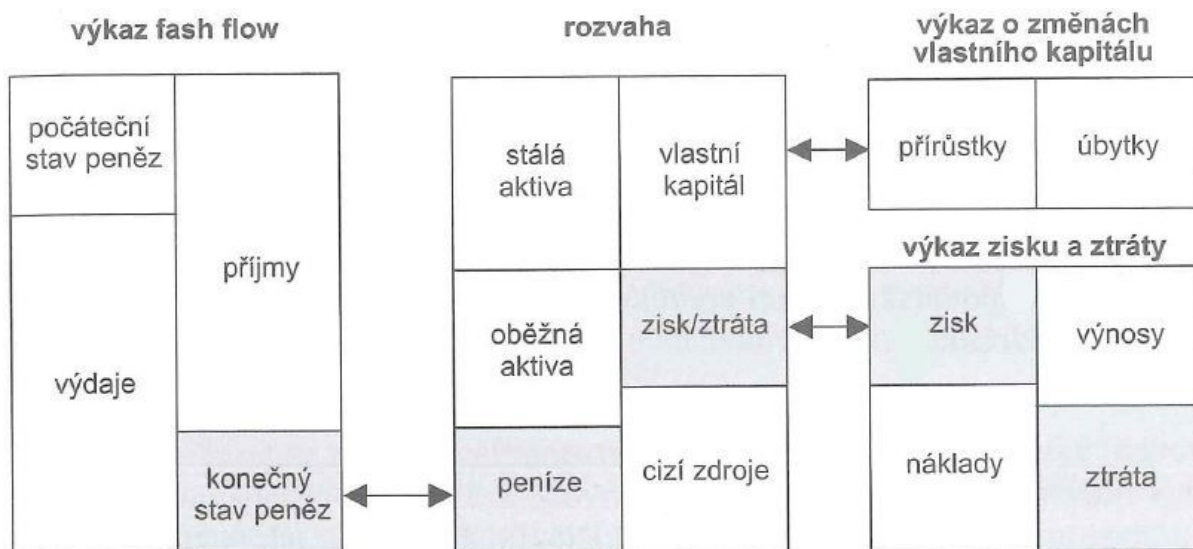 výkaz fash flow
počáteční
stav peněz
příjmy
výdaje
konečný
stav peněz
rozvaha
stálá
aktiva
vlastní
kapitál
oběžná
aktiva
zisk/ztráta
peníze
cizí zdroje
výkaz o změnách
vlastního kapitálu
přírůstky
úbytky
výkaz zisku a ztráty
zisk
výnosy
náklady
ztráta